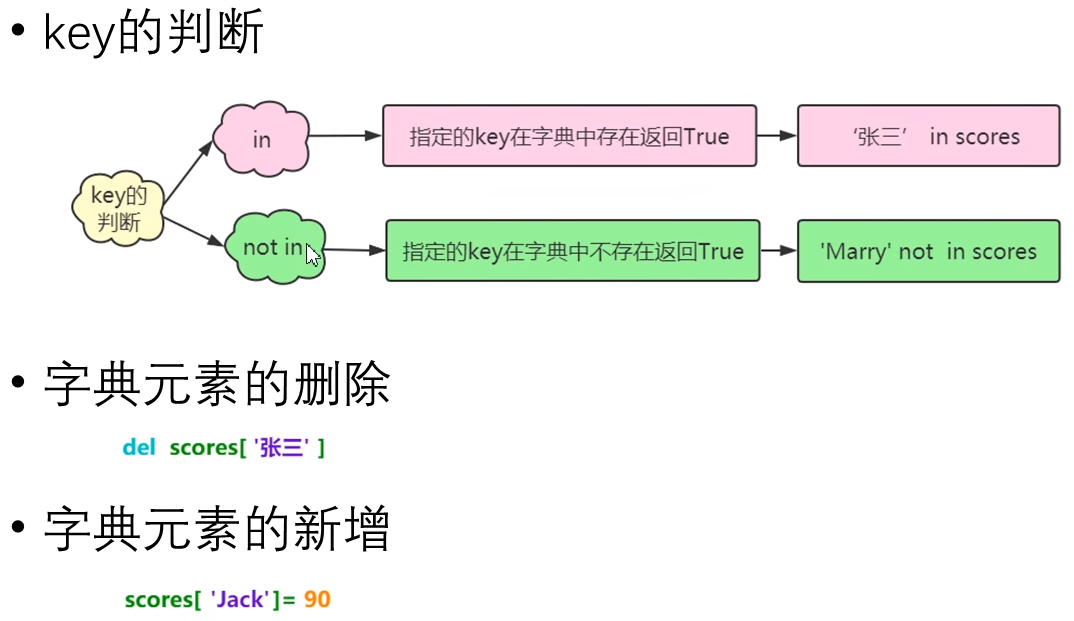 • key的判断
in
指定的key在字典中存在返回True
‘张三’ in scores
key的
判断
not in
指定的key在字典中不存在返回True
'Marry' not in scores
• 字典元素的删除
del scores[ '张三' ]
• 字典元素的新增
scores[ 'Jack']= 90